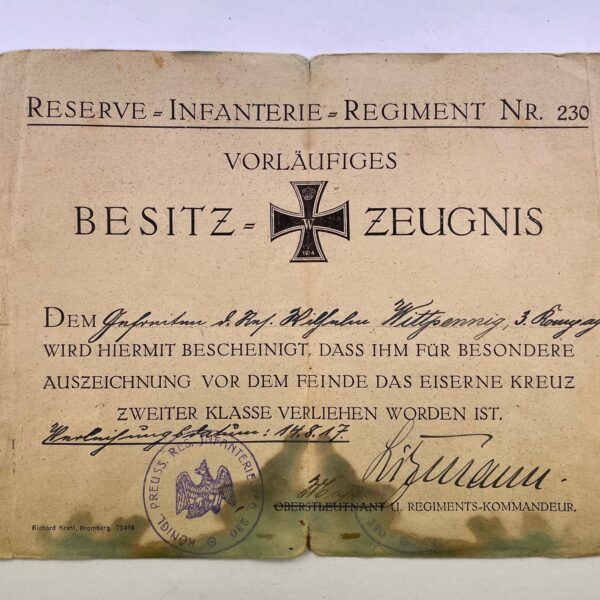 RESERVE = INFANTERIE = REGIMENT NR. 230
VORLÄUFIGES
BESITZ = ZEUGNIS
W
1914
DEM Gefreiten d. Res. Wilhelm Wittpennig, 3. Kompag
WIRD HIERMIT BESCHEINIGT, DASS IHM FÜR BESONDERE
AUSZEICHNUNG VOR DEM FEINDE DAS EISERNE KREUZ
ZWEITER KLASSE VERLIEHEN WORDEN IST.
Verleihungsdatum: 14.8.17.
KÖNIGL. PREUSS. RES. INFANTERIE 230
OBERSTLEUTNANT U. REGIMENTS-KOMMANDEUR.
Richard Krahl, Bromberg.